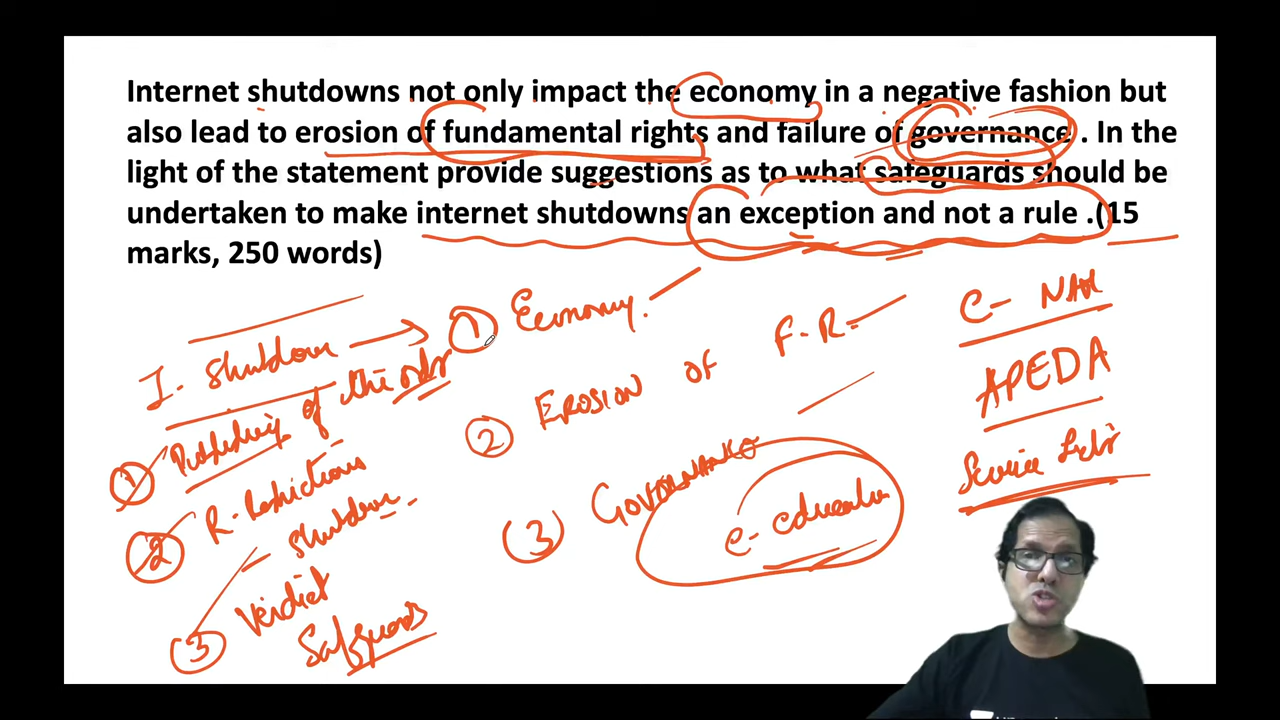 Internet shutdowns not only impact the economy in a negative fashion but
also lead to erosion of fundamental rights and failure of governance . In the
light of the statement provide suggestions as to what safeguards should be
undertaken to make internet shutdowns an exception and not a rule .(15
marks, 250 words)
I- Shutdown
① Economy.
② EROSION of F-R-
(3) GOVERNANCE
e-education
e-NAM
APEDA
① Publishing of the order
② R-Restrictions
- Shutdown
③ Verdict
Safeguards